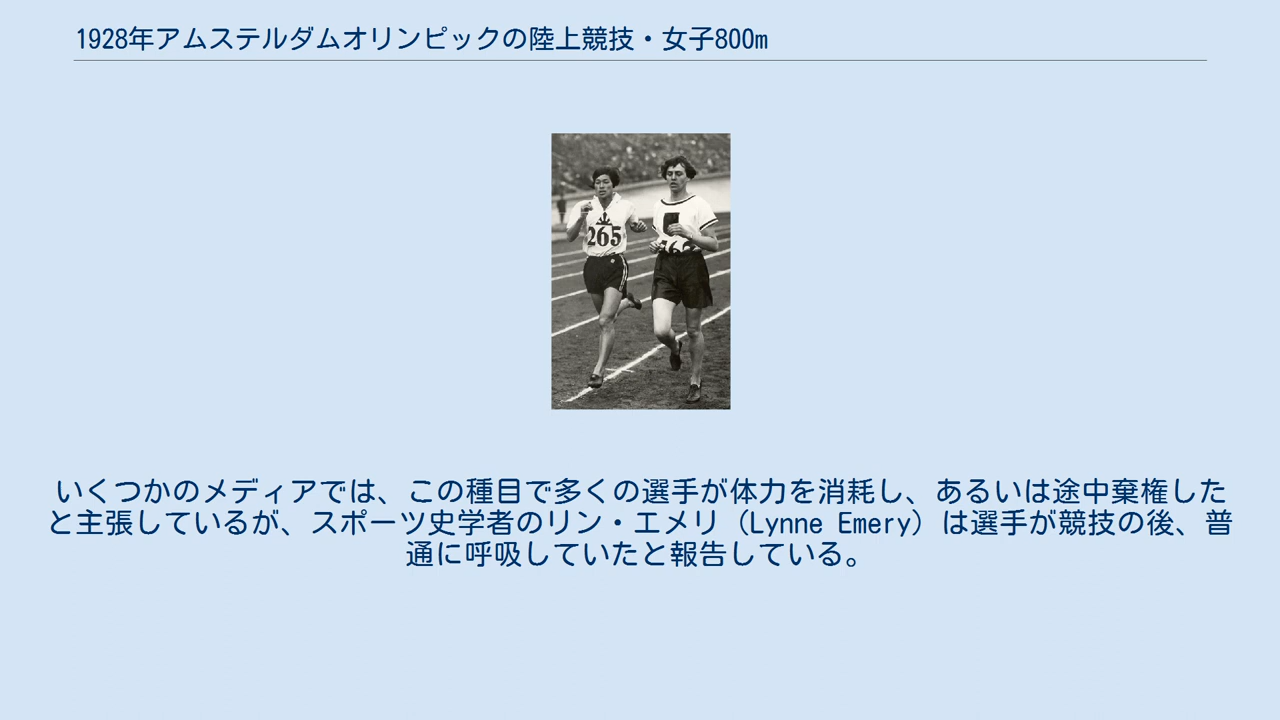 1928年アムステルダムオリンピックの陸上競技・女子800m
265
いくつかのメディアでは、この種目で多くの選手が体力を消耗し、あるいは途中棄権した
と主張しているが、スポーツ史学者のリン・エメリ（Lynne Emery）は選手が競技の後、普
通に呼吸していたと報告している。